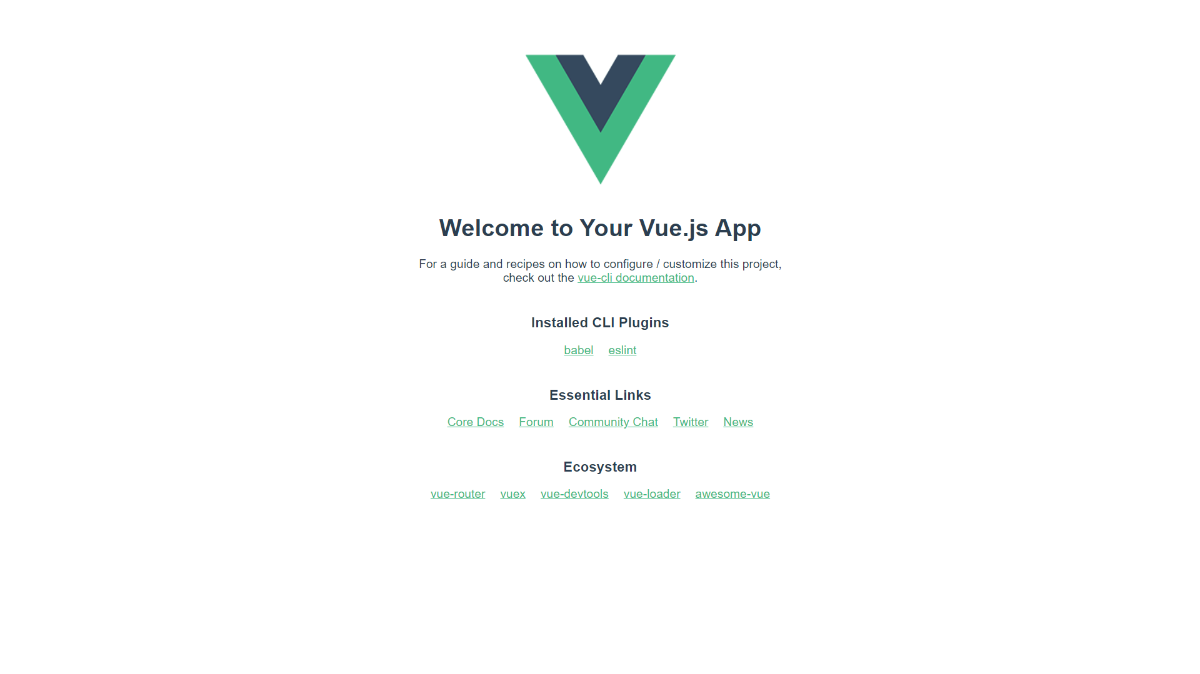 Welcome to Your Vue.js App
For a guide and recipes on how to configure / customize this project,
check out the vue-cli documentation.
Installed CLI Plugins
babel eslint
Essential Links
Core Docs Forum Community Chat Twitter News
Ecosystem
vue-router vuex vue-devtools vue-loader awesome-vue